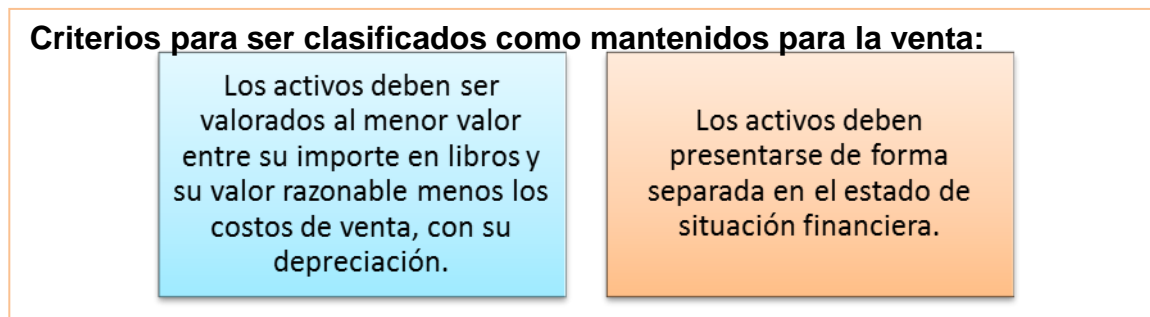 Criterios para ser clasificados como mantenidos para la venta:
Los activos deben ser
valorados al menor valor
entre su importe en libros y
su valor razonable menos los
costos de venta, con su
depreciación.
Los activos deben
presentarse de forma
separada en el estado de
situación financiera.